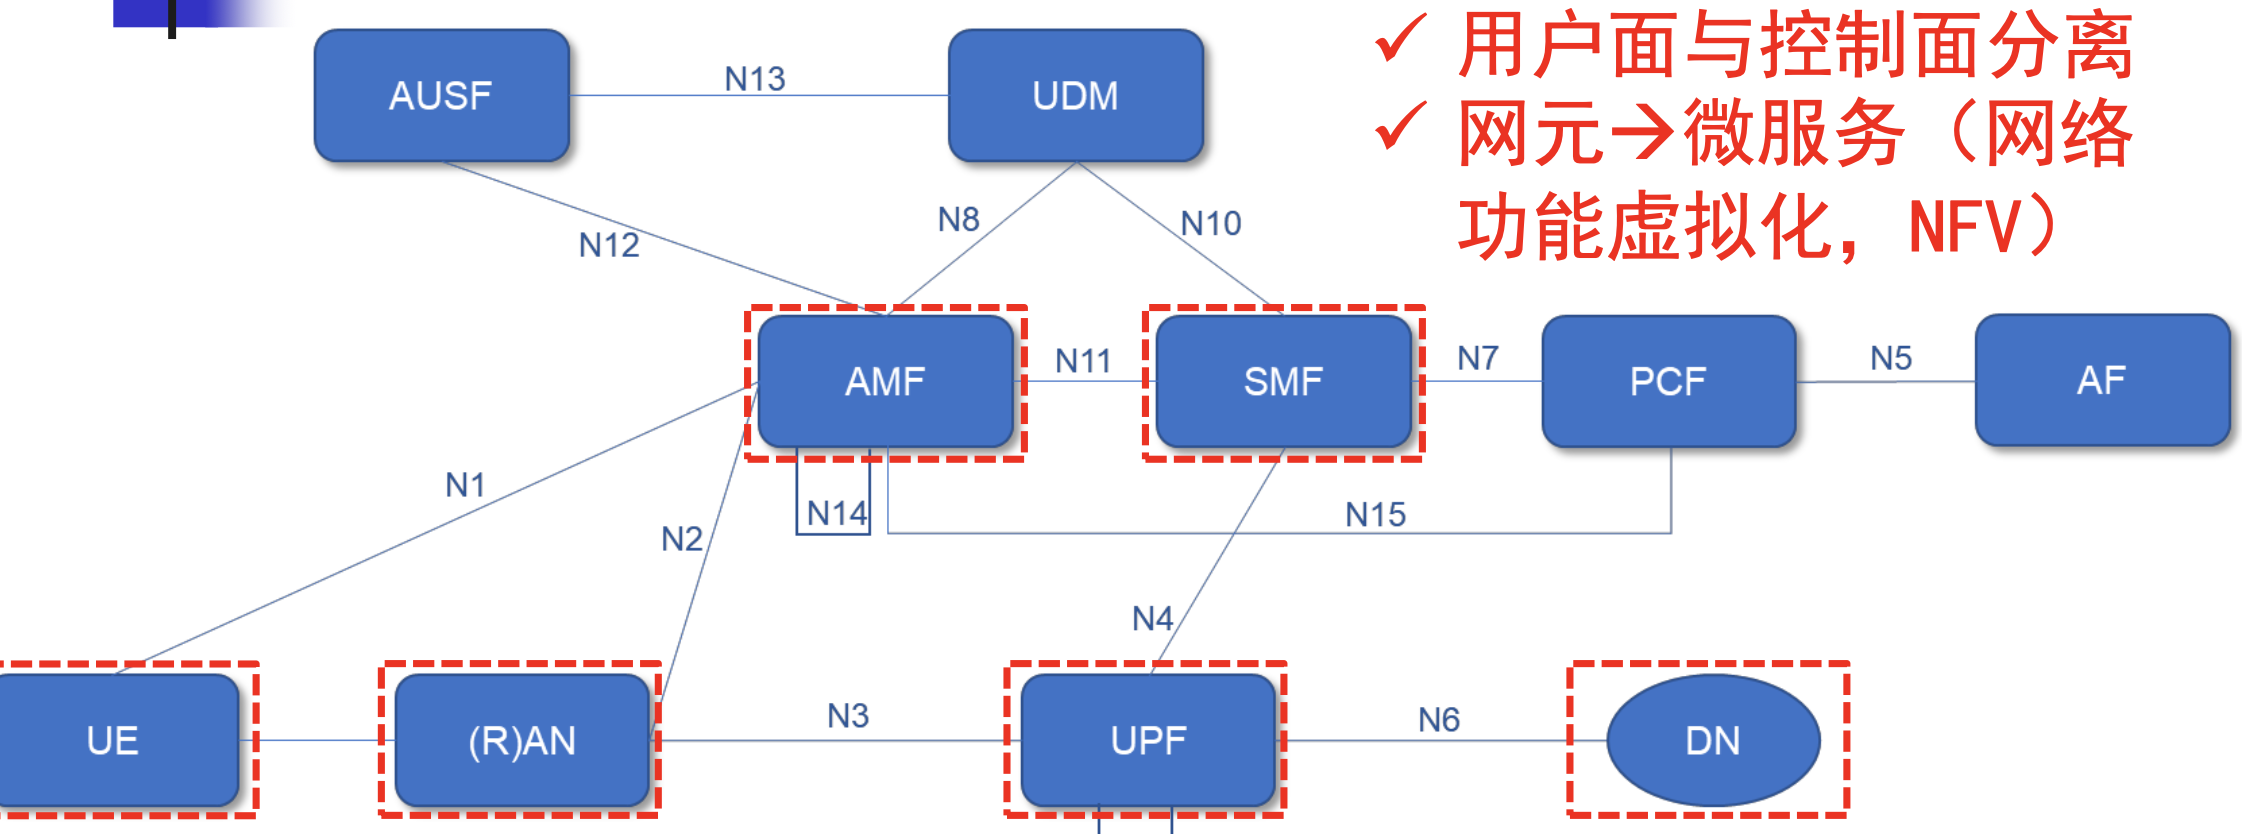 ✓ 用户面与控制面分离
✓ 网元→微服务（网络
功能虚拟化，NFV）
AUSF
N13
UDM
N12
N8
N10
AMF
N11
SMF
N7
PCF
N5
AF
N1
N2
N14
N15
N4
UE
(R)AN
N3
UPF
N6
DN